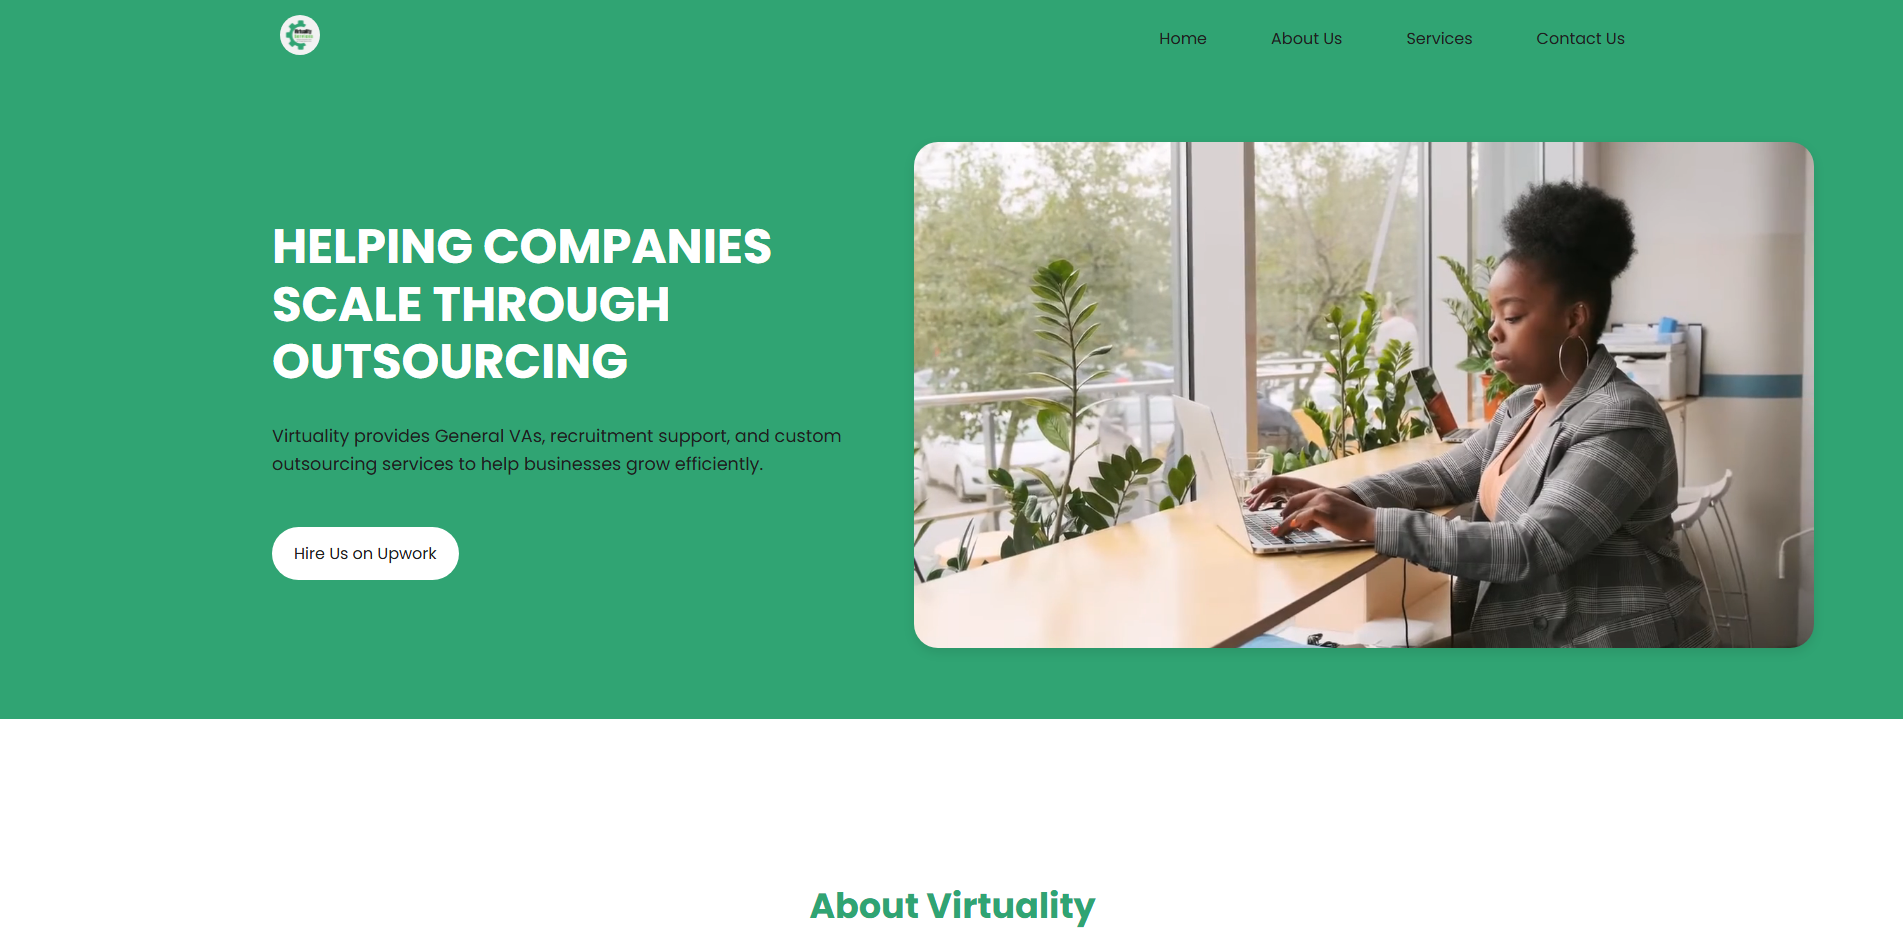 Virtuality
Home
About Us
Services
Contact Us
HELPING COMPANIES
SCALE THROUGH
OUTSOURCING
Virtuality provides General VAs, recruitment support, and custom
outsourcing services to help businesses grow efficiently.
Hire Us on Upwork
About Virtuality